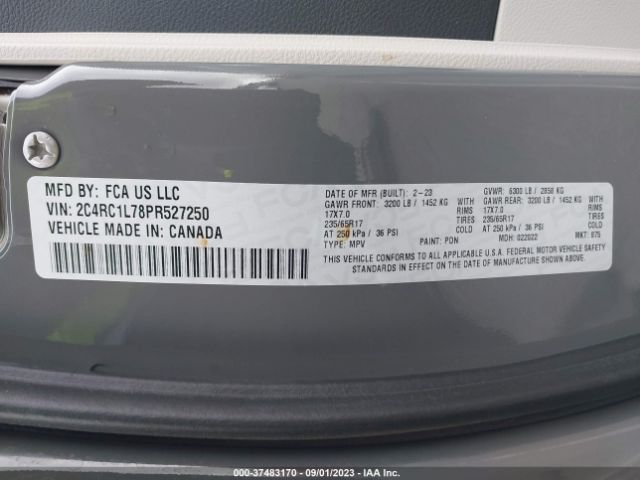 MFD BY: FCA US LLC
VIN: 2C4RC1L78PR527250
VEHICLE MADE IN: CANADA
DATE OF MFR (BUILT): 2-23 GVWR: 6300 LB / 2858 KG
GAWR FRONT: 3200 LB / 1452 KG WITH GAWR REAR: 3200 LB / 1452 KG WITH
17X7.0 RIMS 17X7.0 RIMS
235/65R17 TIRES 235/65R17 TIRES
AT 250 kPa / 36 PSI COLD AT 250 kPa / 36 PSI COLD
TYPE: MPV PAINT: PDN MDH: 022022 MKT: 875
THIS VEHICLE CONFORMS TO ALL APPLICABLE U.S.A. FEDERAL MOTOR VEHICLE SAFETY
STANDARDS IN EFFECT ON THE DATE OF MANUFACTURE SHOWN ABOVE.
000-37483170 - 09/01/2023 - IAAI.com